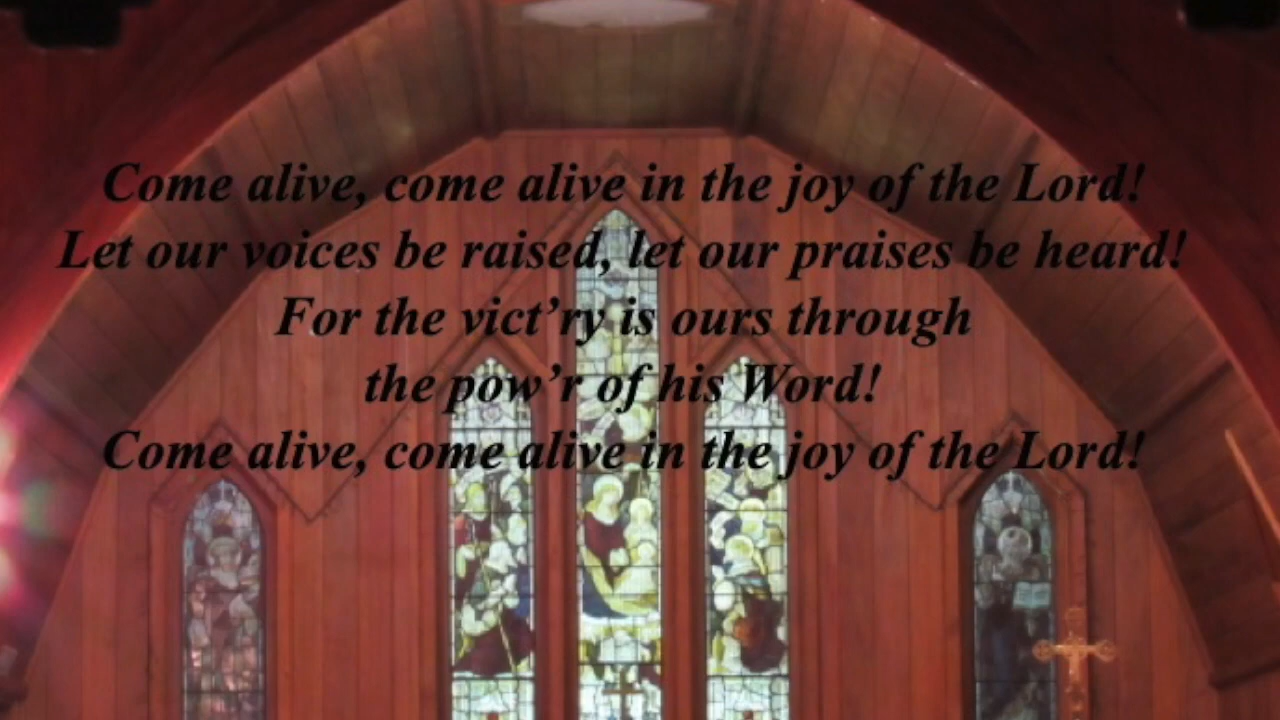 Come alive, come alive in the joy of the Lord!
Let our voices be raised, let our praises be heard!
For the vict’ry is ours through
the pow’r of his Word!
Come alive, come alive in the joy of the Lord!